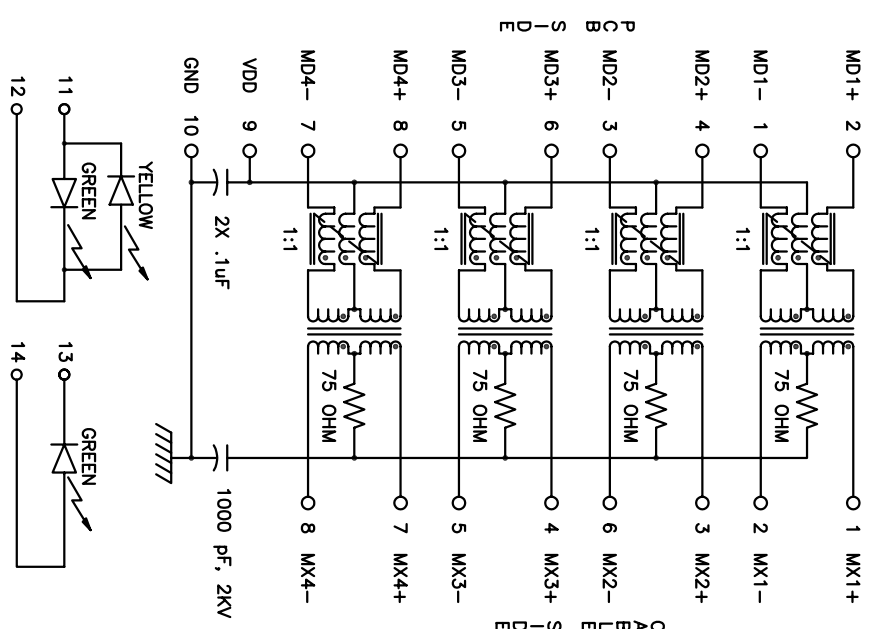 PCB SIDE
CABLE SIDE
MD1+ 2
1 MX1+
75 OHM
1:1
MD1- 1
2 MX1-
MD2+ 4
3 MX2+
75 OHM
1:1
MD2- 3
6 MX2-
MD3+ 6
4 MX3+
75 OHM
1:1
MD3- 5
5 MX3-
MD4+ 8
7 MX4+
75 OHM
1:1
MD4- 7
8 MX4-
VDD 9
2X .1uF
1000 pF, 2KV
GND 10
YELLOW
11
GREEN
12
13
GREEN
14